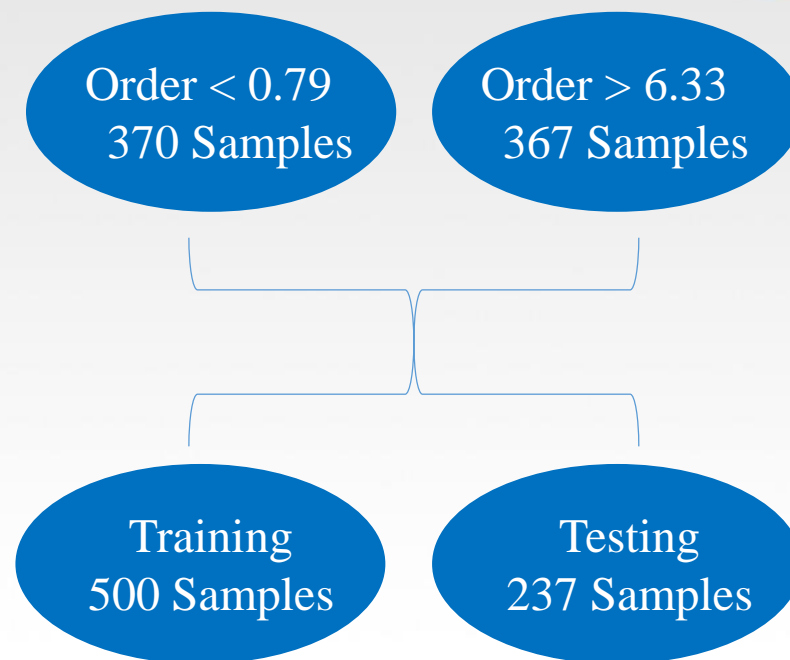 Order < 0.79
370 Samples
Order > 6.33
367 Samples
Training
500 Samples
Testing
237 Samples